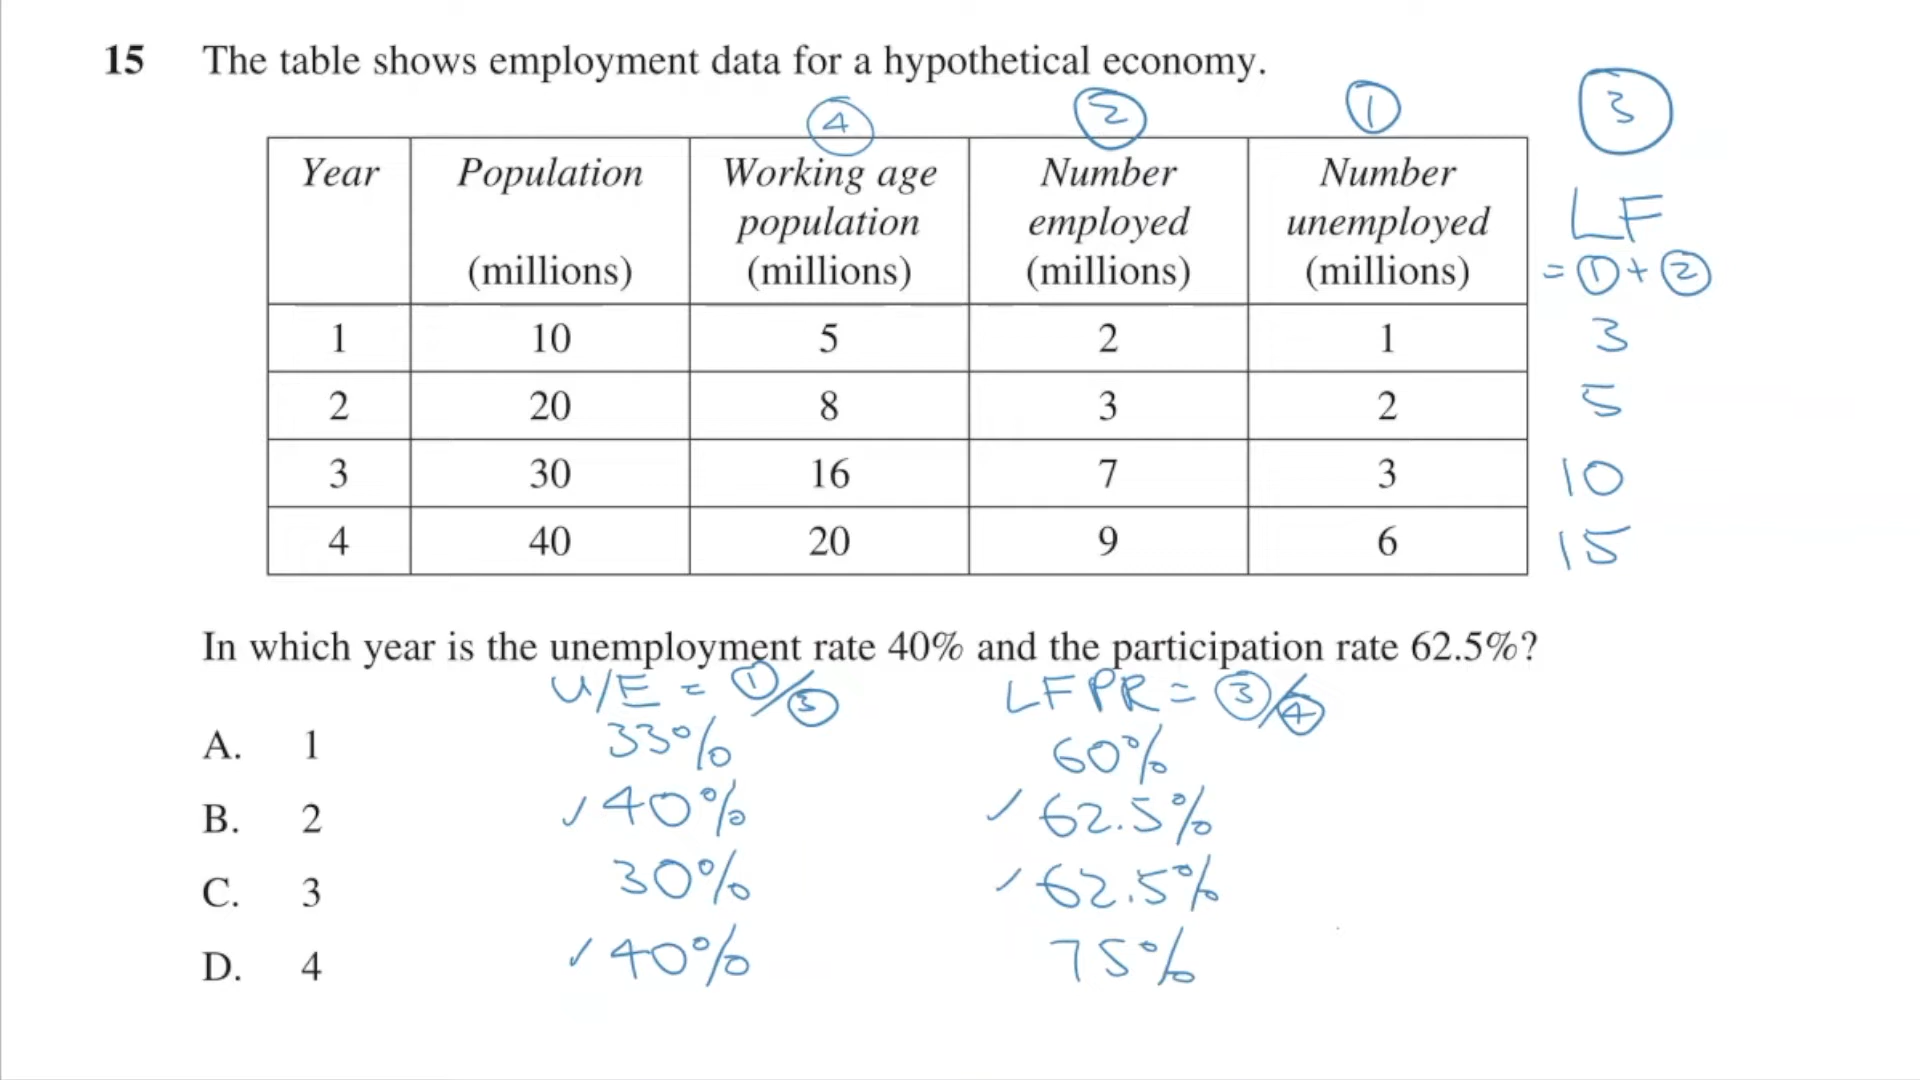 15 The table shows employment data for a hypothetical economy.
4 2 1 3
Year Population Working age Number Number
population employed unemployed LF
(millions) (millions) (millions) (millions) = 1 + 2
1 10 5 2 1 3
2 20 8 3 2 5
3 30 16 7 3 10
4 40 20 9 6 15
In which year is the unemployment rate 40% and the participation rate 62.5%?
U/E = 1/3 LFPR = 3/4
A. 1 33% 60%
B. 2 ✓ 40% ✓ 62.5%
C. 3 30% ✓ 62.5%
D. 4 ✓ 40% 75%